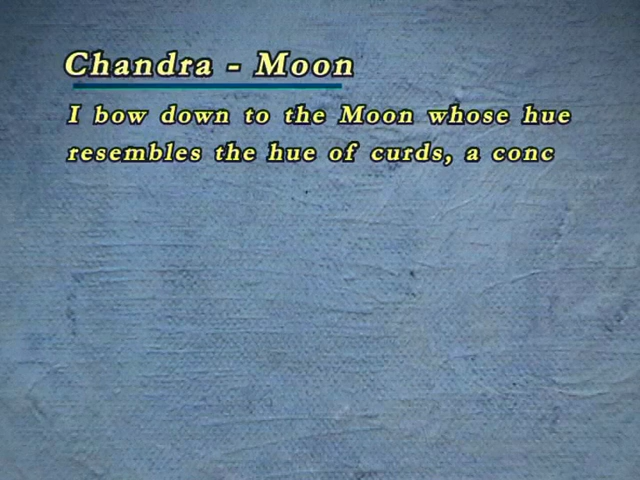 Chandra - Moon
I bow down to the Moon whose hue
resembles the hue of curds, a conc